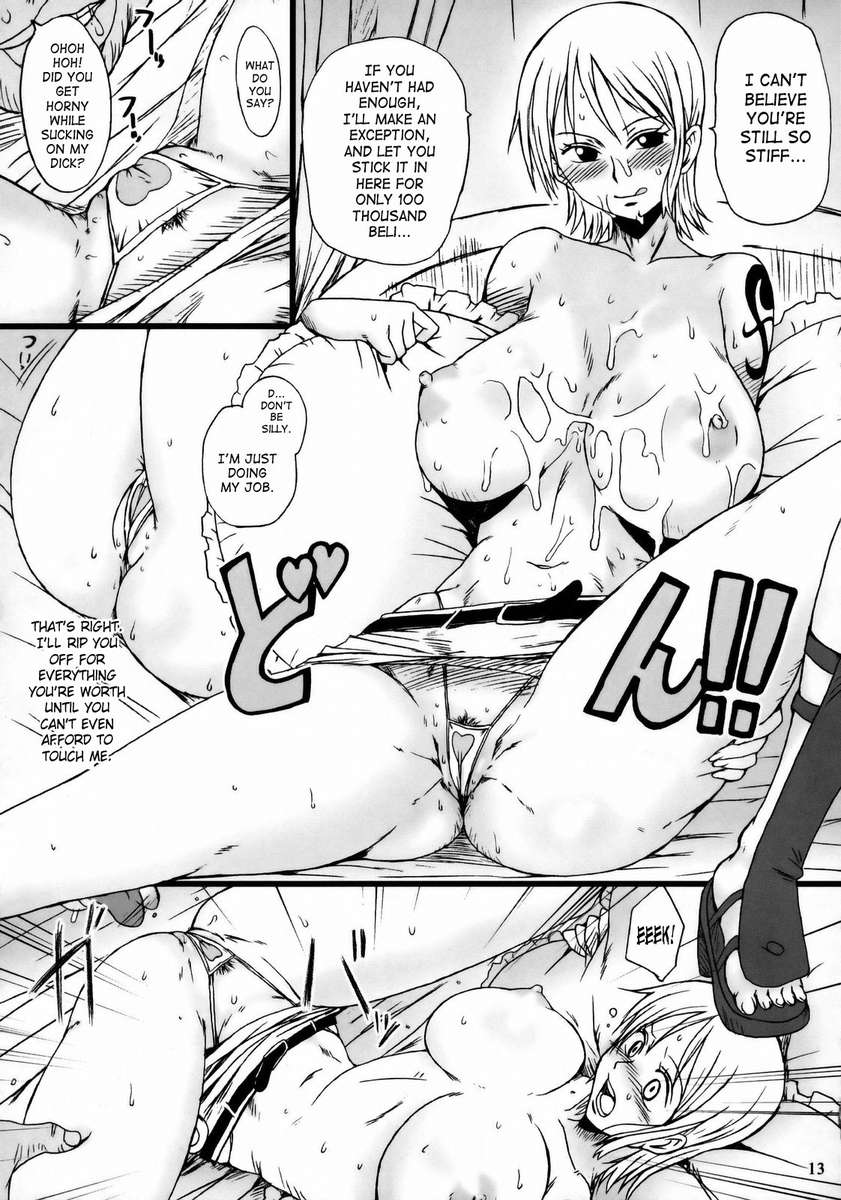 I CAN'T
BELIEVE
YOU'RE
STILL SO
STIFF...
IF YOU
HAVEN'T HAD
ENOUGH,
I'LL MAKE AN
EXCEPTION,
AND LET YOU
STICK IT IN
HERE FOR
ONLY 100
THOUSAND
BELI...
WHAT
DO YOU
SAY?
OHOH
HOH!
DID YOU
GET
HORNY
WHILE
SUCKING
ON MY
DICK?
D...
DON'T
BE
SILLY.
I'M JUST
DOING
MY JOB.
ど♥♥ん!!
THAT'S RIGHT.
I'LL RIP YOU
OFF FOR
EVERYTHING
YOU'RE WORTH
UNTIL YOU
CAN'T EVEN
AFFORD TO
TOUCH ME.
EEEK!
13